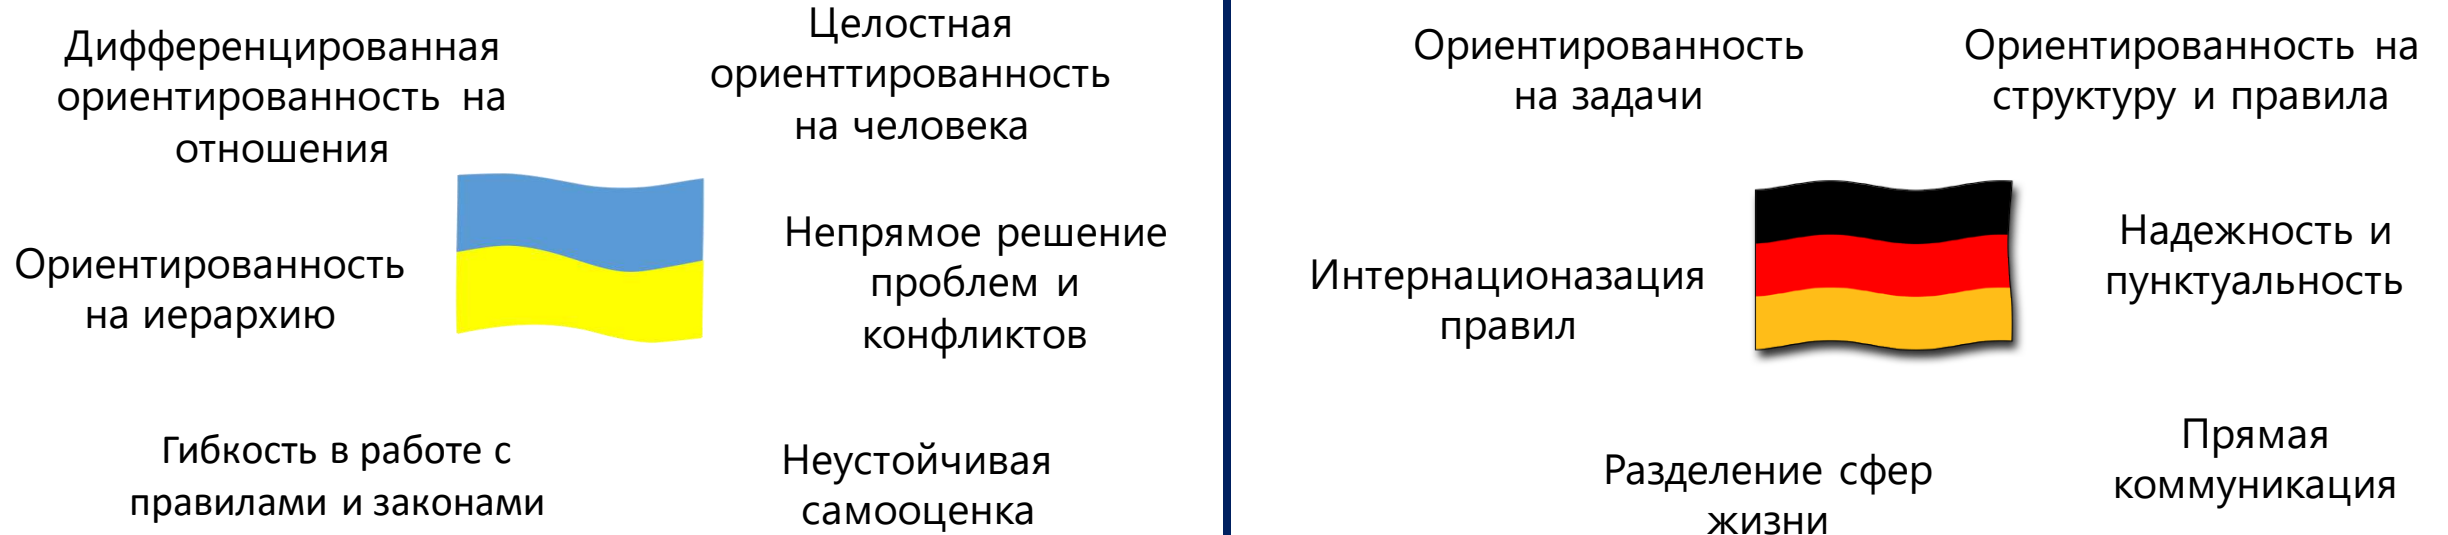 Дифференцированная
ориентированность на
отношения
Целостная
ориенттированность
на человека
Ориентированность
на иерархию
Непрямое решение
проблем и
конфликтов
Гибкость в работе с
правилами и законами
Неустойчивая
самооценка
Ориентированность
на задачи
Ориентированность на
структуру и правила
Интернационазация
правил
Надежность и
пунктуальность
Разделение сфер
жизни
Прямая
коммуникация